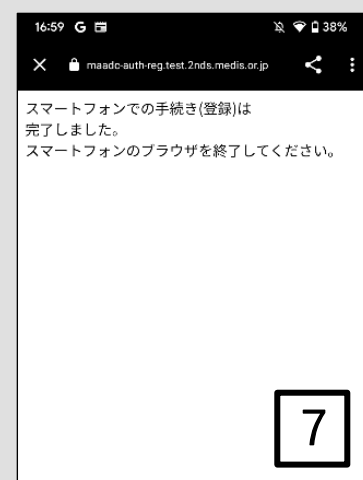 16:59 G 38%
maadc-auth-reg.test.2nds.medis.or.jp
スマートフォンでの手続き(登録)は
完了しました。
スマートフォンのブラウザを終了してください。
7